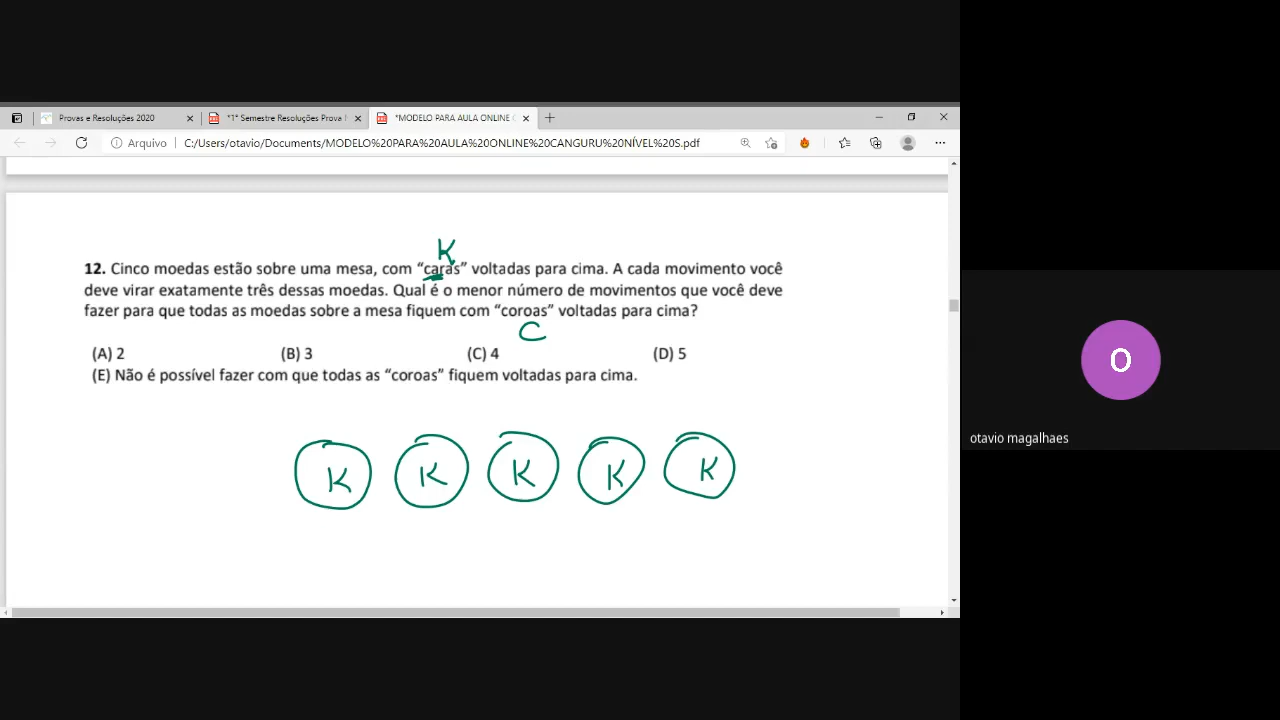 Provas e Resoluções 2020
*1° Semestre Resoluções Prova
*MODELO PARA AULA ONLINE
Arquivo
C:/Users/otavio/Documents/MODELO%20PARA%20AULA%20ONLINE%20CANGURU%20NÍVEL%20S.pdf
K
12. Cinco moedas estão sobre uma mesa, com “caras” voltadas para cima. A cada movimento você
deve virar exatamente três dessas moedas. Qual é o menor número de movimentos que você deve
fazer para que todas as moedas sobre a mesa fiquem com “coroas” voltadas para cima?
C
(A) 2 (B) 3 (C) 4 (D) 5
(E) Não é possível fazer com que todas as “coroas” fiquem voltadas para cima.
K K K K K
O
otavio magalhaes